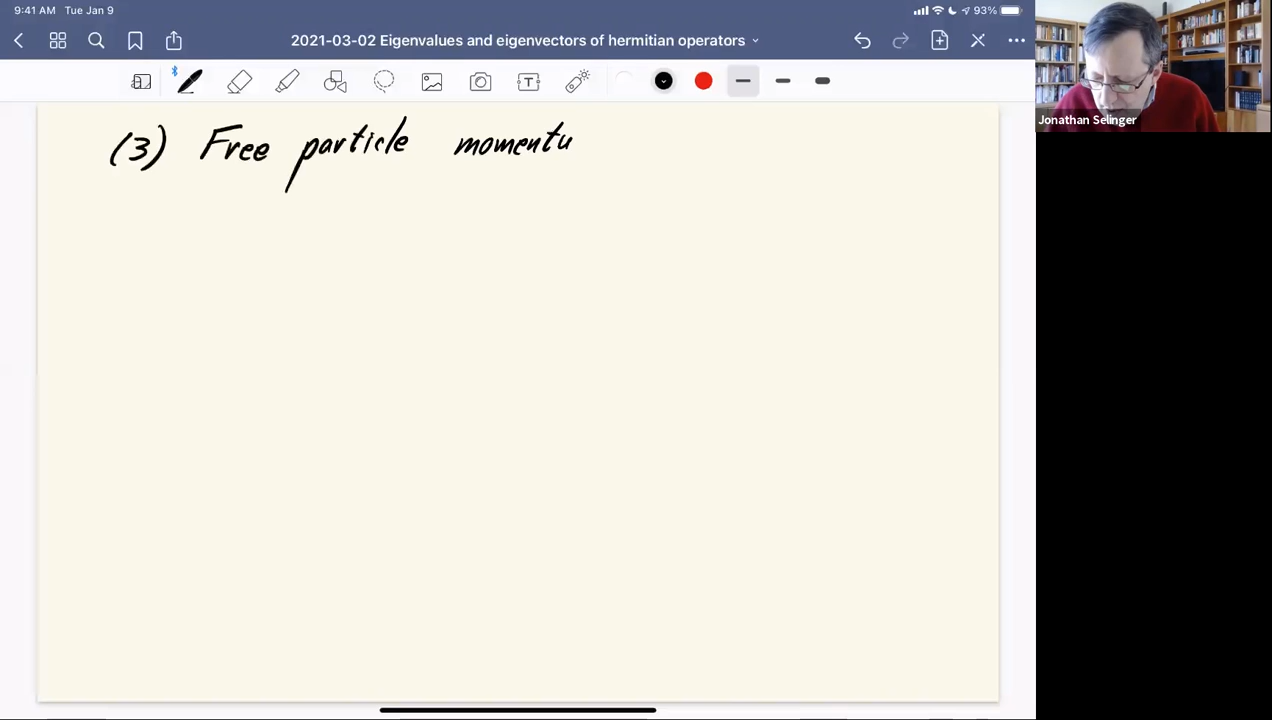 9:41 AM Tue Jan 9
93%
2021-03-02 Eigenvalues and eigenvectors of hermitian operators
T
Jonathan Selinger
(3) Free particle momentu